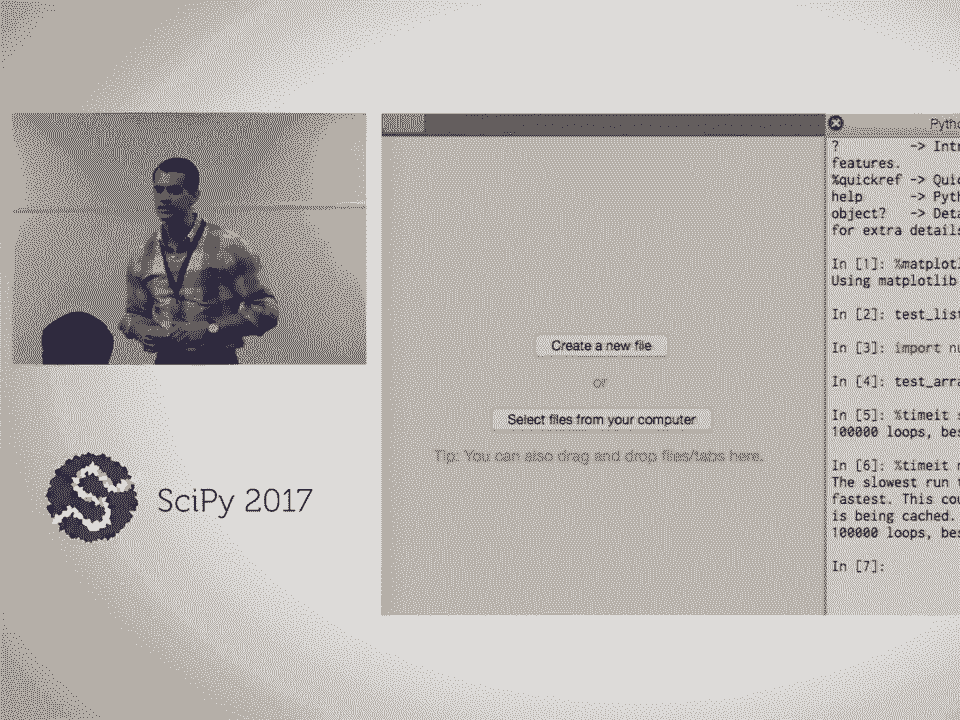 Create a new file
or
Select files from your computer
Tip: You can also drag and drop files/tabs here.
SciPy 2017
? -> Intr
features.
%quickref -> Quic
help -> Pyth
object? -> Deta
for extra details
In [1]: %matplotl
Using matplotlib
In [2]: test_list
In [3]: import nu
In [4]: test_arra
In [5]: %timeit s
100000 loops, bes
In [6]: %timeit n
The slowest run t
fastest. This cou
is being cached.
100000 loops, bes
In [7]: